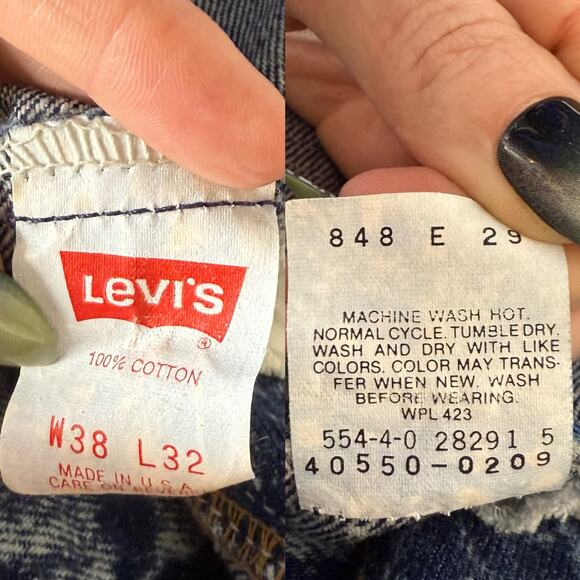 LEVI'S
®
100% COTTON
W38 L32
MADE IN U.S.A.
CARE ON
848 E 29
MACHINE WASH HOT.
NORMAL CYCLE. TUMBLE DRY.
WASH AND DRY WITH LIKE
COLORS. COLOR MAY TRANS-
FER WHEN NEW. WASH
BEFORE WEARING.
WPL 423
554-4-0 28291 5
40550-0209